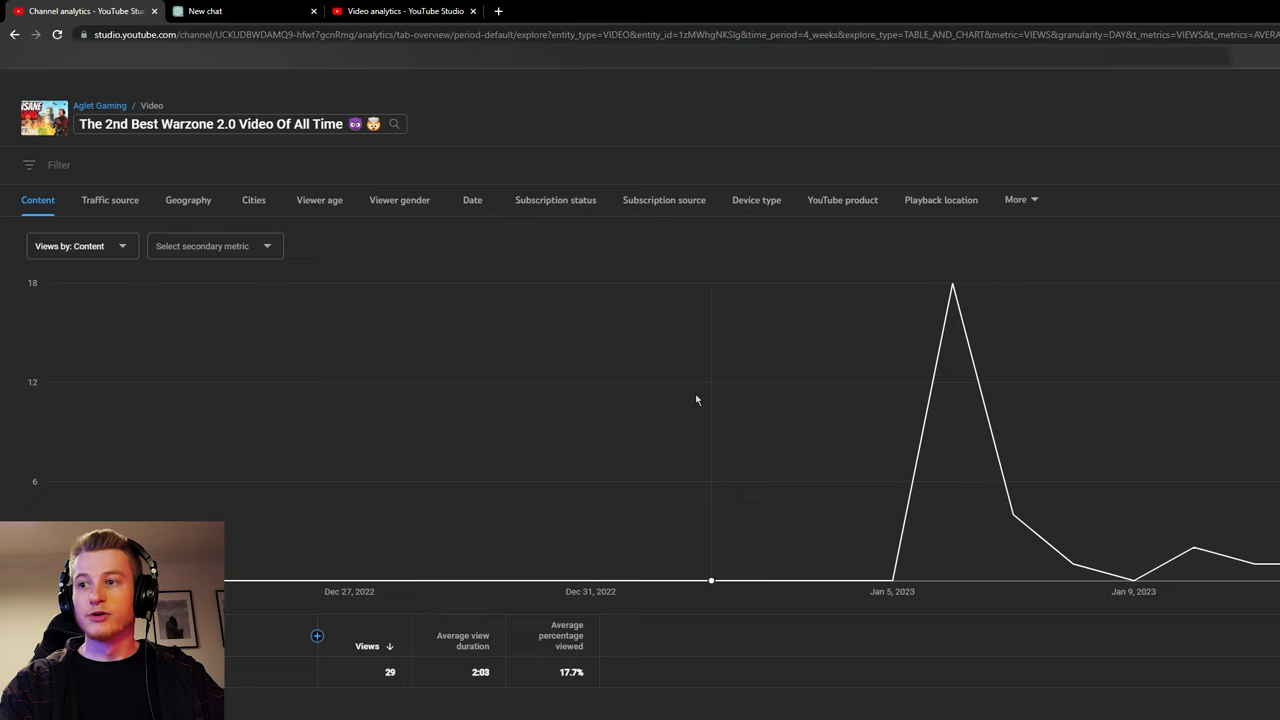 Channel analytics - YouTube Stu
New chat
Video analytics - YouTube Studio
studio.youtube.com/channel/UCKUDBWDAMQ9-hfwt7gcnRmg/analytics/tab-overview/period-default/explore?entity_type=VIDEO&entity_id=1zMWhgNKSIg&time_period=4_weeks&explore_type=TABLE_AND_CHART&metric=VIEWS&granularity=DAY&t_metrics=VIEWS&t_metrics=AVERA
Aglet Gaming / Video
The 2nd Best Warzone 2.0 Video Of All Time 😈 🤯
Filter
Content Traffic source Geography Cities Viewer age Viewer gender Date Subscription status Subscription source Device type YouTube product Playback location More
Views by: Content Select secondary metric
18
12
6
Dec 27, 2022 Dec 31, 2022 Jan 5, 2023 Jan 9, 2023
Views
Average view duration
Average percentage viewed
29 2:03 17.7%